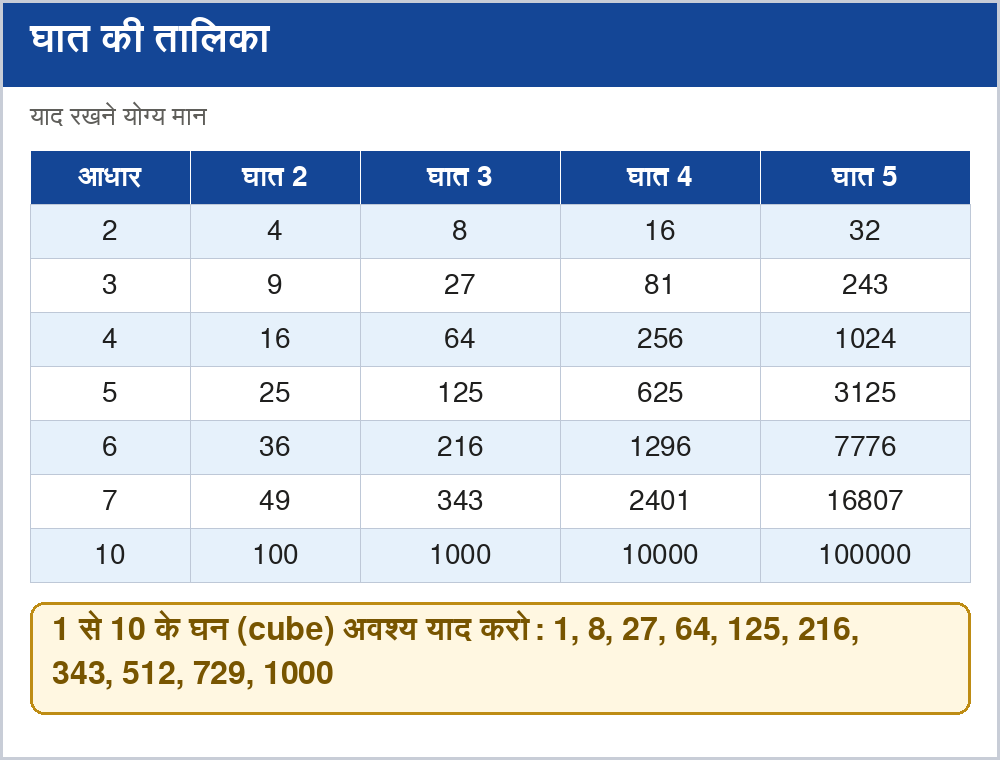 घात की तालिका
याद रखने योग्य मान
आधार घात 2 घात 3 घात 4 घात 5
2 4 8 16 32
3 9 27 81 243
4 16 64 256 1024
5 25 125 625 3125
6 36 216 1296 7776
7 49 343 2401 16807
10 100 1000 10000 100000
1 से 10 के घन (cube) अवश्य याद करो : 1, 8, 27, 64, 125, 216,
343, 512, 729, 1000